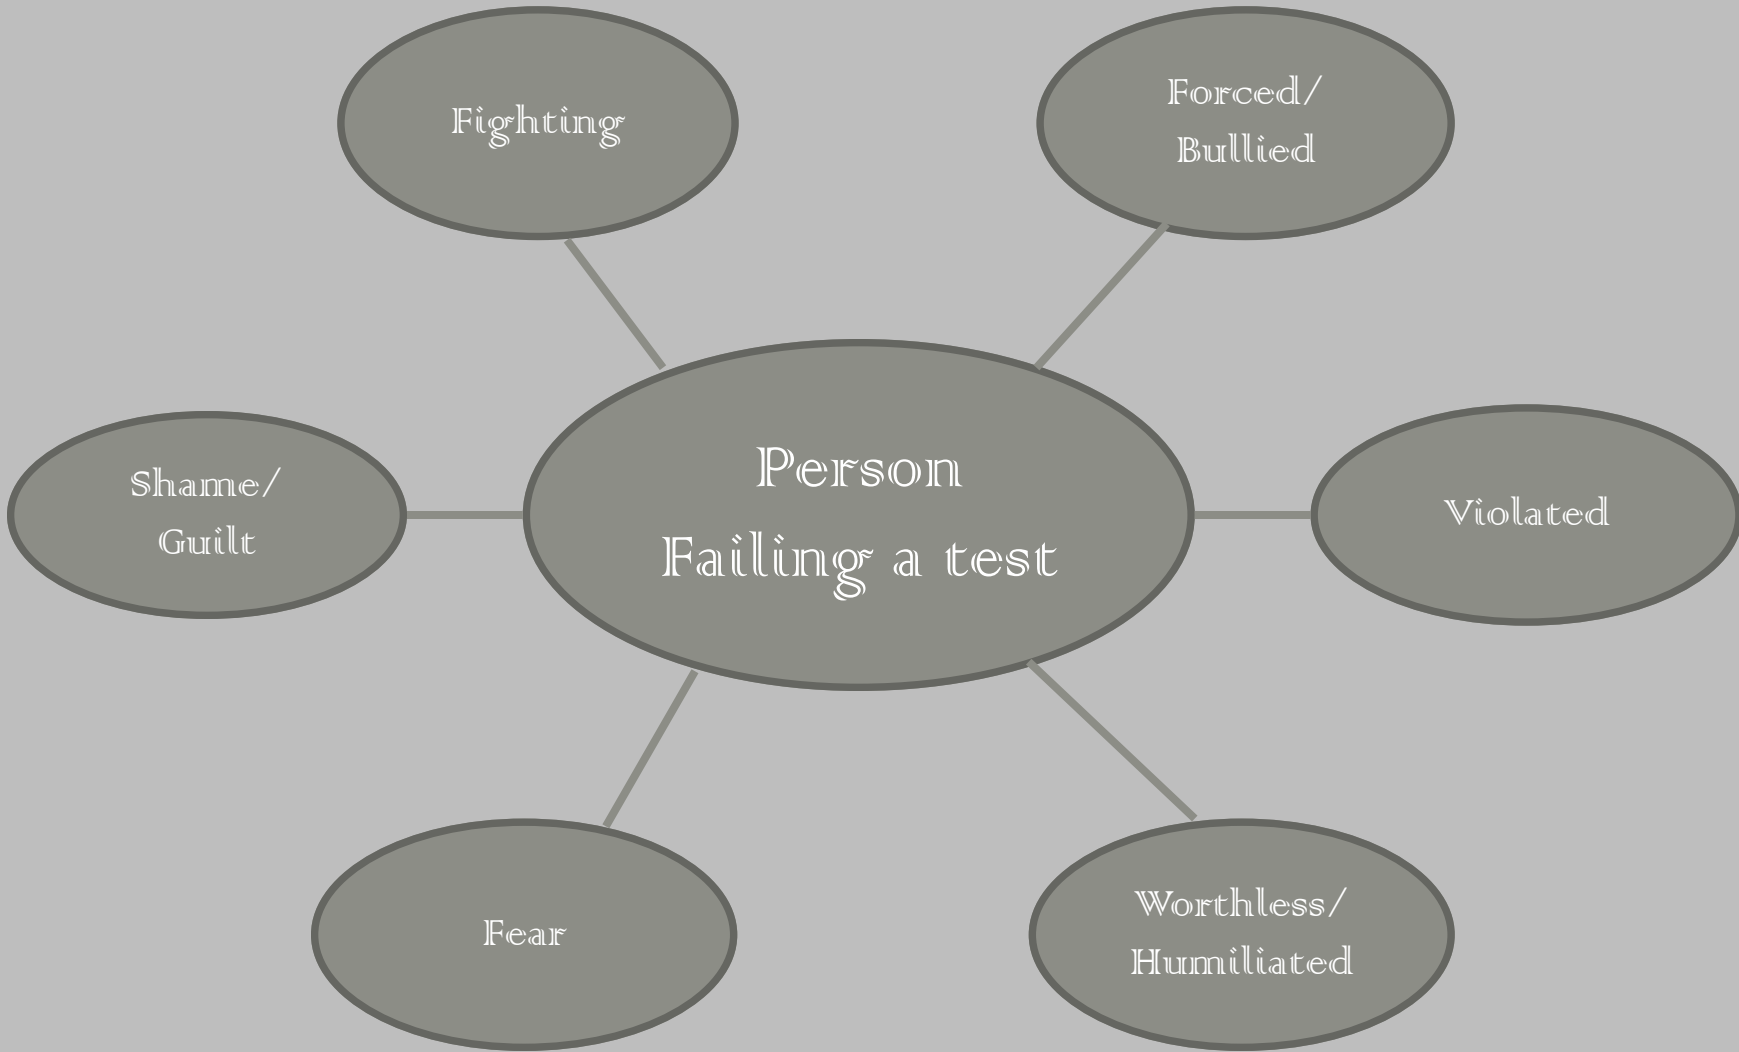 Fighting
Forced/
Bullied
Shame/
Guilt
Person
Failing a test
Violated
Fear
Worthless/
Humiliated